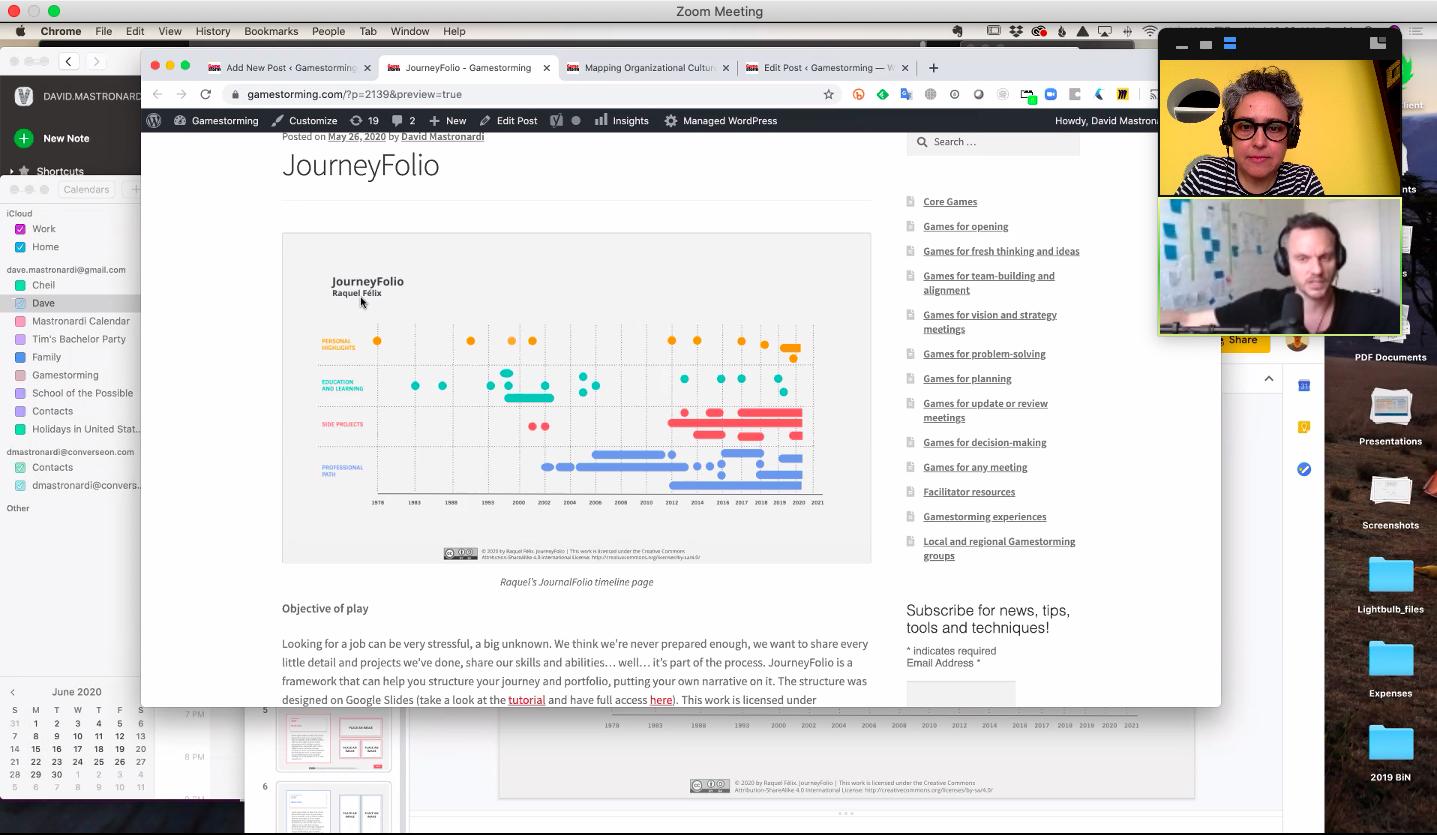 Zoom Meeting
Chrome File Edit View History Bookmarks People Tab Window Help
DAVID.MASTRONARD
New Note
Shortcuts
Calendars
iCloud
Work
Home
dave.mastronardi@gmail.com
Cheil
Dave
Mastronardi Calendar
Tim's Bachelor Party
Family
Gamestorming
School of the Possible
Contacts
Holidays in United Stat...
dmastronardi@converseon.com
Contacts
dmastronardi@convers...
Other
June 2020
S M T W T F S
31 1 2 3 4 5 6
7 8 9 10 11 12 13
14 15 16 17 18 19 20
21 22 23 24 25 26 27
28 29 30 1 2 3 4
5 6 7 8 9 10 11
7 PM
8 PM
Add New Post ‹ Gamestorming
JourneyFolio - Gamestorming
Mapping Organizational Cultur
Edit Post ‹ Gamestorming — W
gamestorming.com/?p=2139&preview=true
Gamestorming Customize 19 2 New Edit Post Insights Managed WordPress
Howdy, David Mastrona
Posted on May 26, 2020 by David Mastronardi
JourneyFolio
JourneyFolio
Raquel Félix
PERSONAL
HIGHLIGHTS
EDUCATION
AND LEARNING
SIDE PROJECTS
PROFESSIONAL
PATH
1978 1983 1988 1993 2000 2002 2004 2006 2008 2010 2012 2014 2016 2017 2018 2019 2020 2021
© 2020 by Raquel Félix. JourneyFolio | This work is licensed under the Creative Commons
Attribution-ShareAlike 4.0 International License: http://creativecommons.org/licenses/by-sa/4.0/
Raquel's JournalFolio timeline page
Objective of play
Looking for a job can be very stressful, a big unknown. We think we're never prepared enough, we want to share every
little detail and projects we've done, share our skills and abilities… well… it's part of the process. JourneyFolio is a
framework that can help you structure your journey and portfolio, putting your own narrative on it. The structure was
designed on Google Slides (take a look at the tutorial and have full access here). This work is licensed under
Search …
Core Games
Games for opening
Games for fresh thinking and ideas
Games for team-building and
alignment
Games for vision and strategy
meetings
Games for problem-solving
Games for planning
Games for update or review
meetings
Games for decision-making
Games for any meeting
Facilitator resources
Gamestorming experiences
Local and regional Gamestorming
groups
Subscribe for news, tips,
tools and techniques!
* indicates required
Email Address *
Share
PDF Documents
Presentations
Screenshots
Lightbulb_files
Expenses
2019 BiN
5
6
1978 1983 1988 1993 2000 2002 2004 2006 2008 2010 2012 2014 2016 2017 2018 2019 2020 2021
© 2020 by Raquel Félix. JourneyFolio | This work is licensed under the Creative Commons
Attribution-ShareAlike 4.0 International License: http://creativecommons.org/licenses/by-sa/4.0/